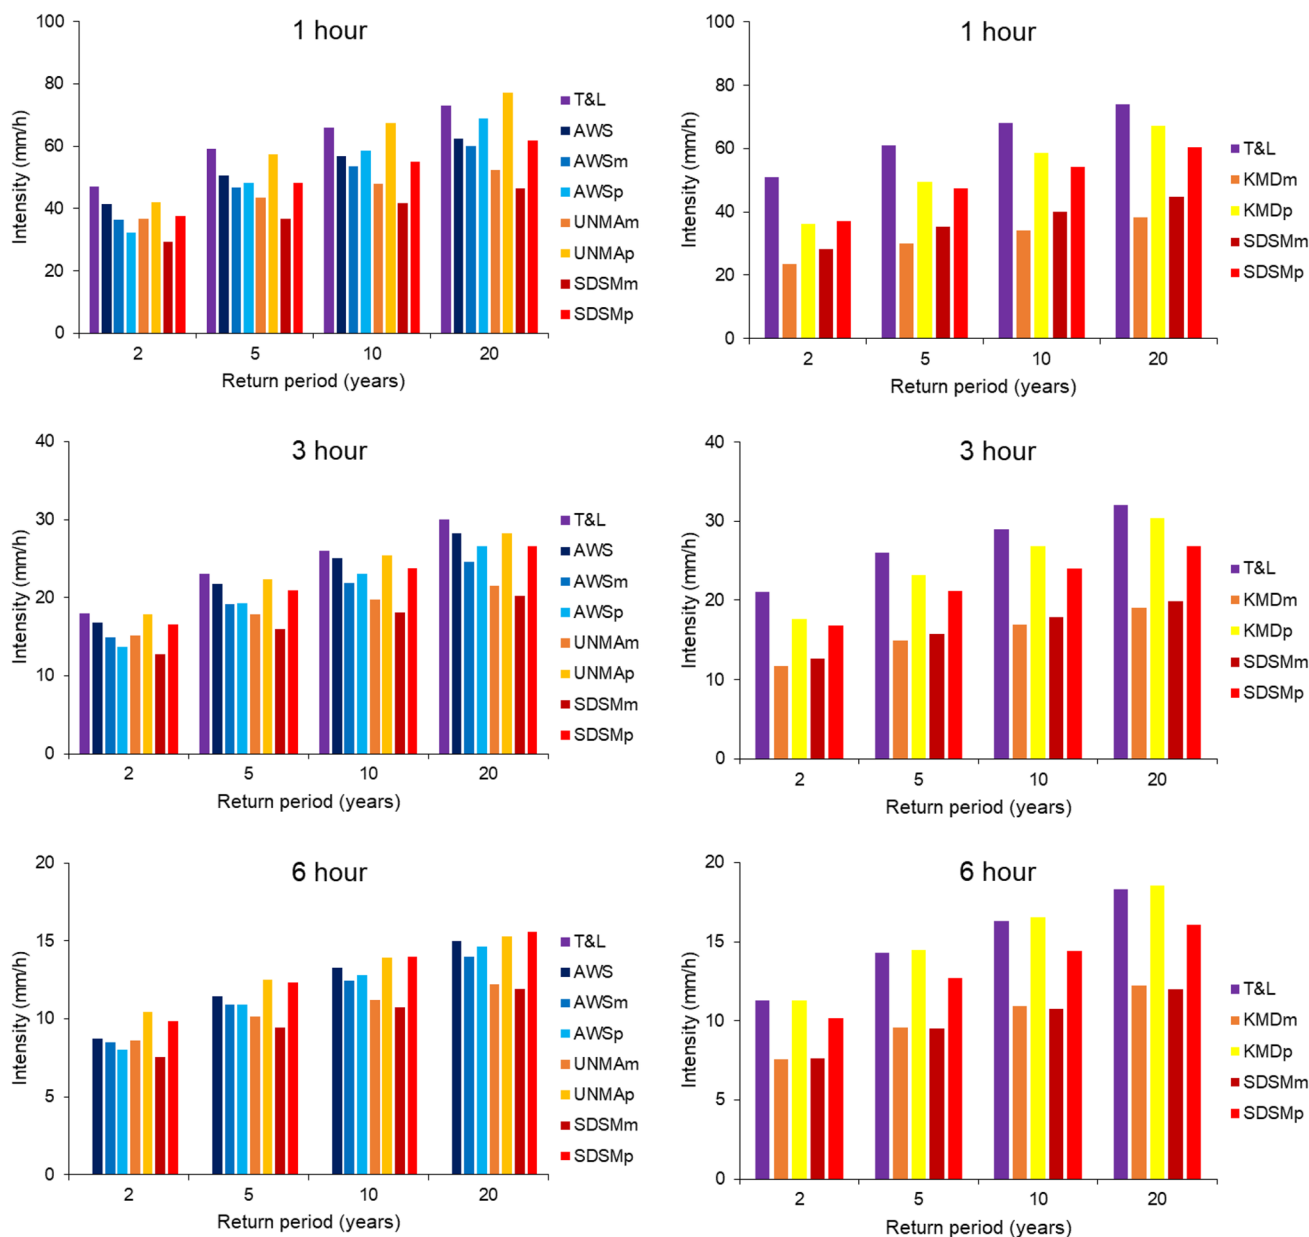 1 hour
Intensity (mm/h)
100
80
60
40
20
0
2 5 10 20
Return period (years)
T&L
AWS
AWSm
AWSp
UNMAm
UNMAp
SDSMm
SDSMp
1 hour
Intensity (mm/h)
100
80
60
40
20
0
2 5 10 20
Return period (years)
T&L
KMDm
KMDp
SDSMm
SDSMp
3 hour
Intensity (mm/h)
40
30
20
10
0
2 5 10 20
Return period (years)
T&L
AWS
AWSm
AWSp
UNMAm
UNMAp
SDSMm
SDSMp
3 hour
Intensity (mm/h)
40
30
20
10
0
2 5 10 20
Return period (years)
T&L
KMDm
KMDp
SDSMm
SDSMp
6 hour
Intensity (mm/h)
20
15
10
5
0
2 5 10 20
Return period (years)
T&L
AWS
AWSm
AWSp
UNMAm
UNMAp
SDSMm
SDSMp
6 hour
Intensity (mm/h)
20
15
10
5
0
2 5 10 20
Return period (years)
T&L
KMDm
KMDp
SDSMm
SDSMp